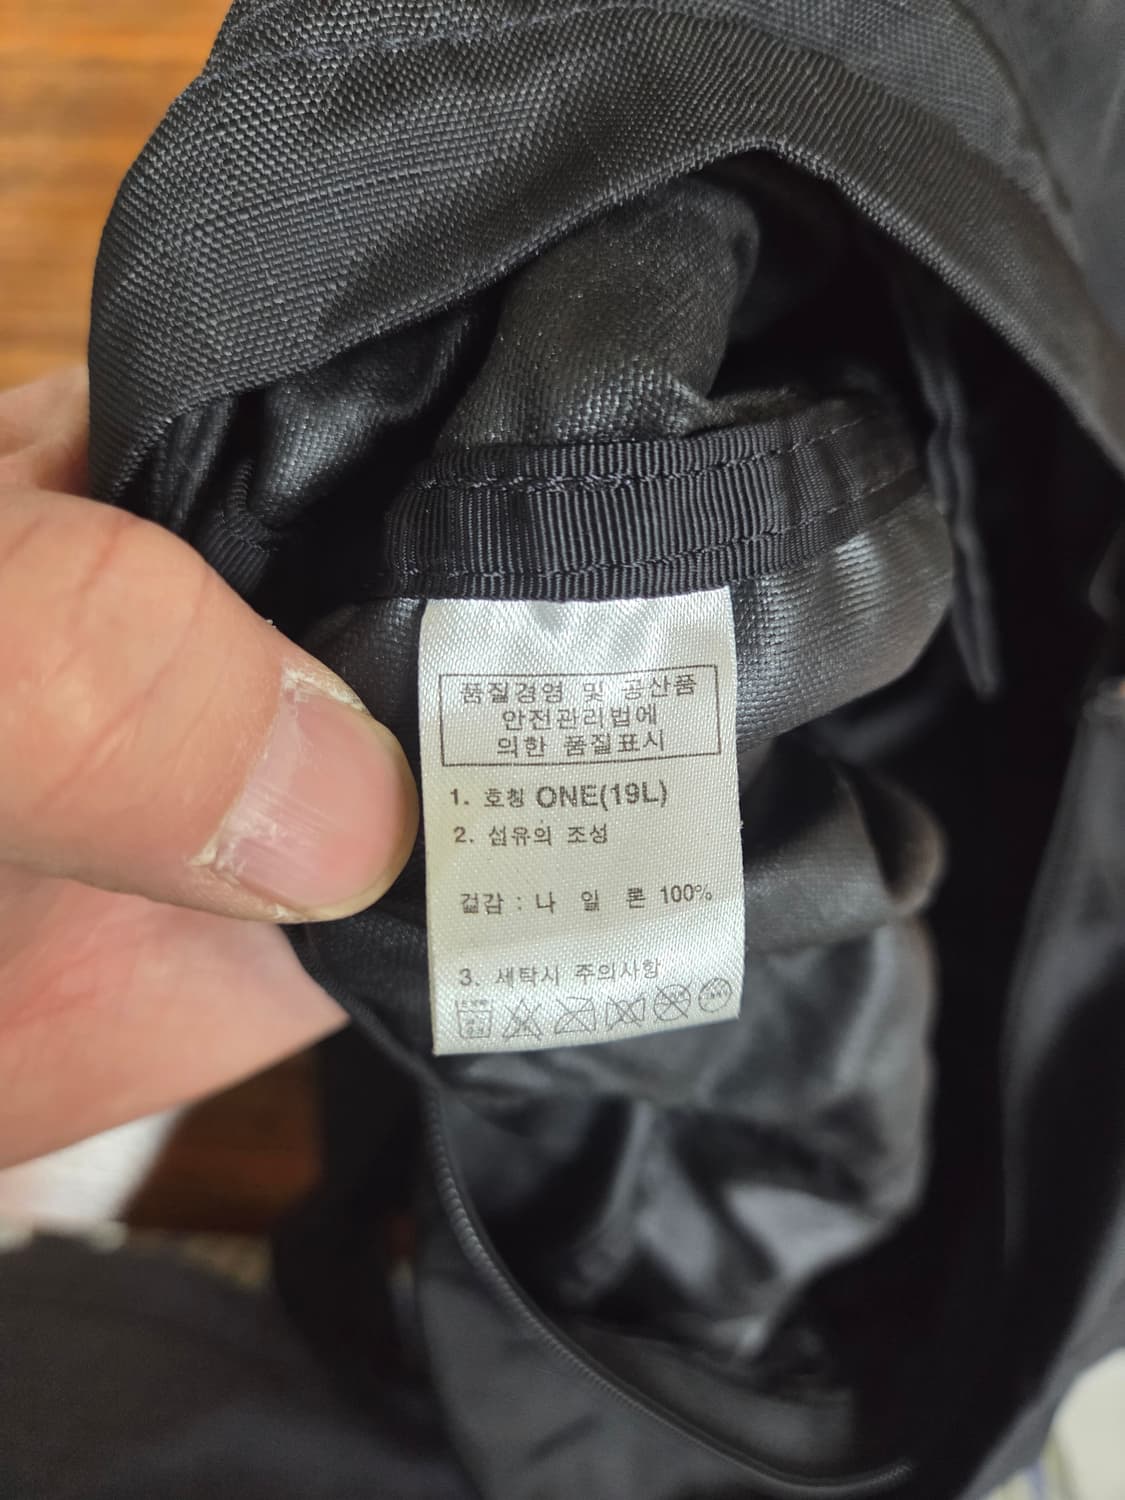 품질경영 및 공산품
안전관리법에
의한 품질표시
1. 호칭 ONE(19L)
2. 섬유의 조성
겉감 : 나 일 론 100%
3. 세탁시 주의사항